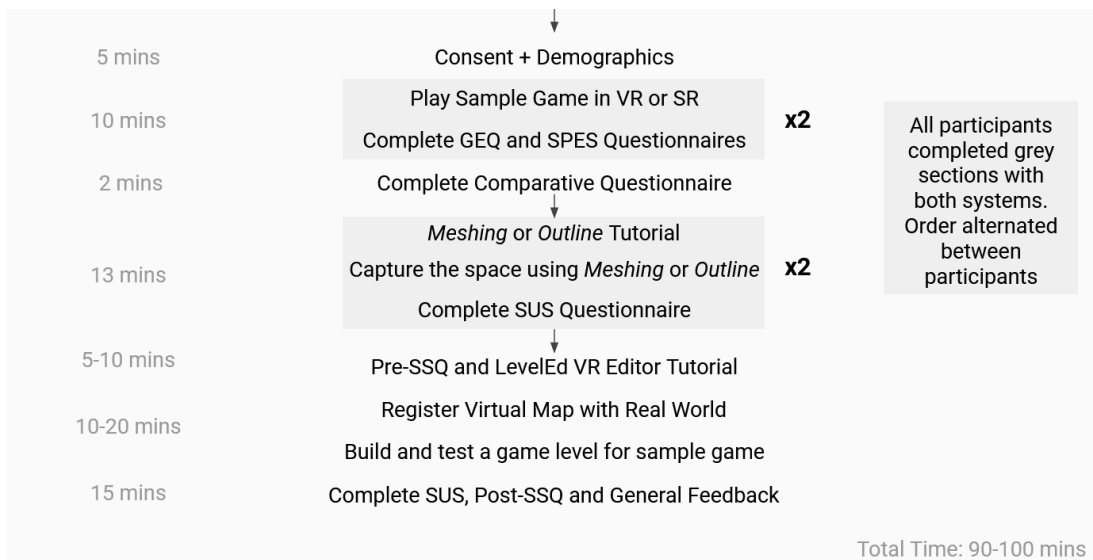 5 mins
Consent + Demographics
10 mins
Play Sample Game in VR or SR
Complete GEQ and SPES Questionnaires
x2
2 mins
Complete Comparative Questionnaire
13 mins
Meshing or Outline Tutorial
Capture the space using Meshing or Outline
Complete SUS Questionnaire
x2
All participants
completed grey
sections with
both systems.
Order alternated
between
participants
5-10 mins
Pre-SSQ and LevelEd VR Editor Tutorial
10-20 mins
Register Virtual Map with Real World
Build and test a game level for sample game
15 mins
Complete SUS, Post-SSQ and General Feedback
Total Time: 90-100 mins